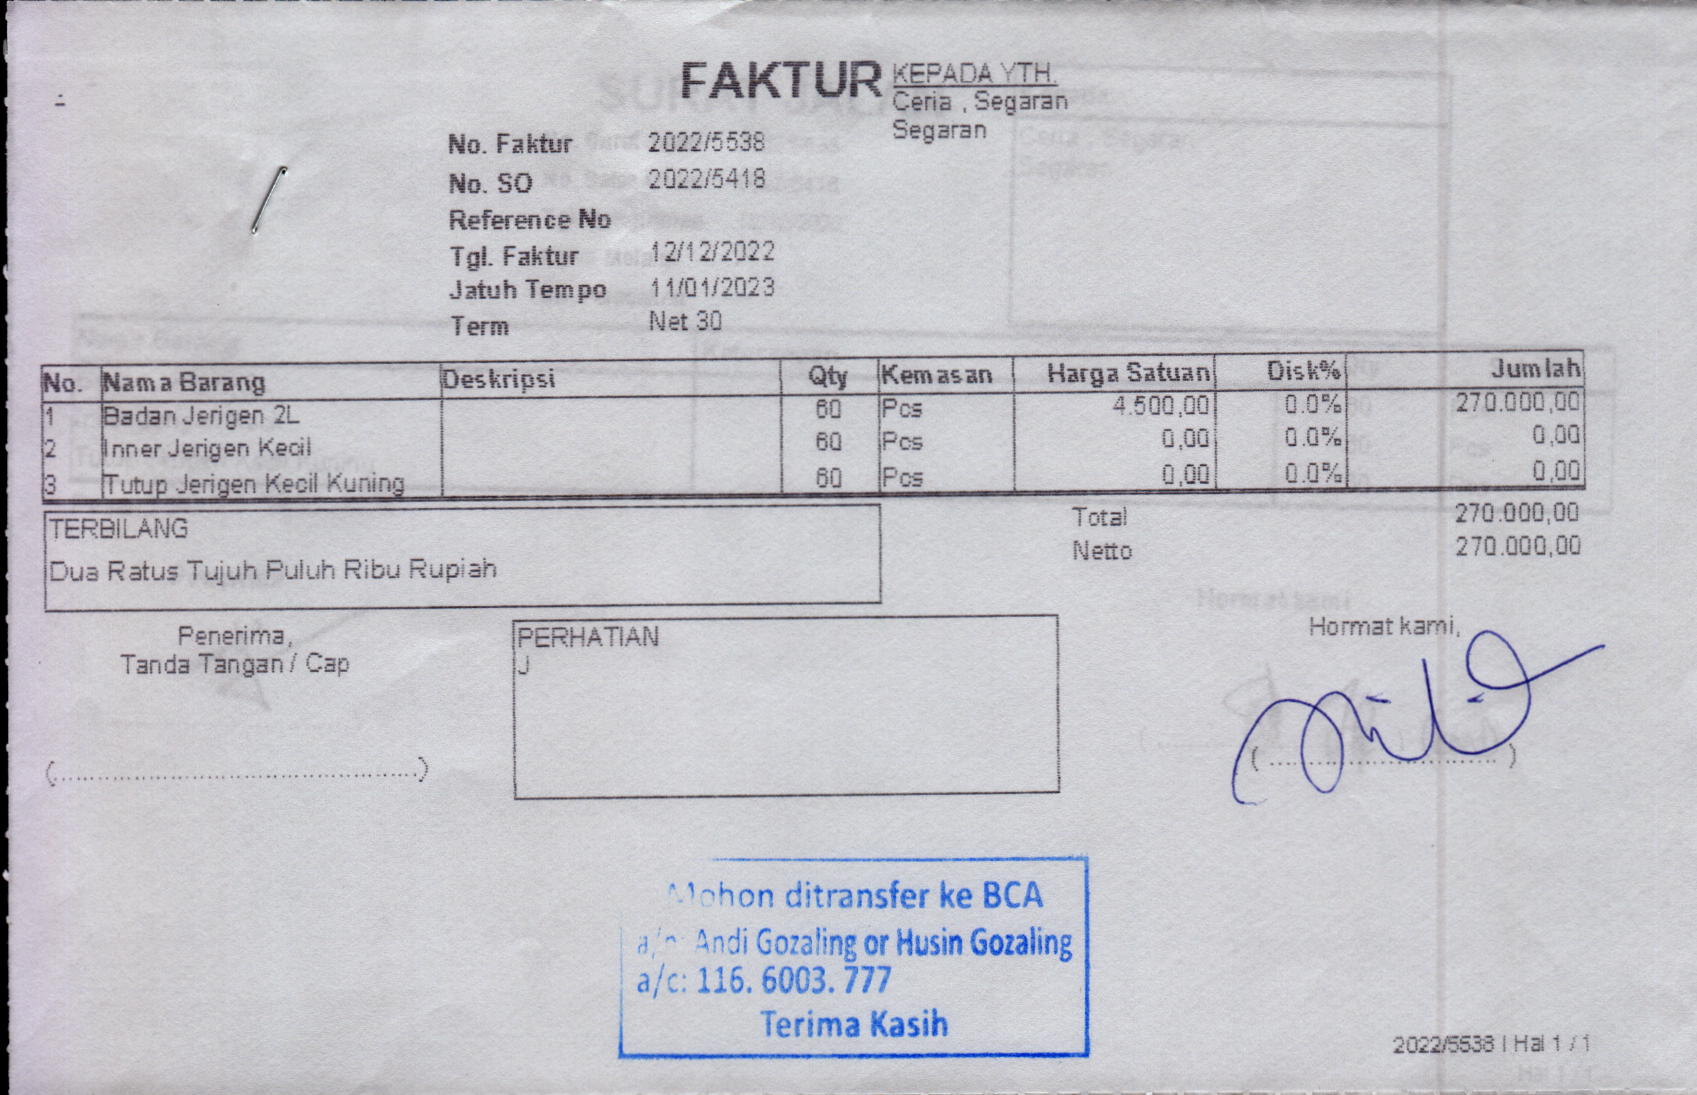 FAKTUR
KEPADA YTH.
Ceria , Segaran
Segaran
No. Faktur 2022/5538
No. SO 2022/5418
Reference No
Tgl. Faktur 12/12/2022
Jatuh Tempo 11/01/2023
Term Net 30
No. Nama Barang Deskripsi Qty Kemasan Harga Satuan Disk% Jumlah
1 Badan Jerigen 2L 60 Pcs 4.500,00 0.0% 270.000,00
2 Inner Jerigen Kecil 60 Pcs 0,00 0.0% 0,00
3 Tutup Jerigen Kecil Kuning 60 Pcs 0,00 0.0% 0,00
TERBILANG
Dua Ratus Tujuh Puluh Ribu Rupiah
Total 270.000,00
Netto 270.000,00
Penerima,
Tanda Tangan / Cap
(..................................................)
PERHATIAN
J
Hormat kami,
( ................................ )
Mohon ditransfer ke BCA
a/n: Andi Gozaling or Husin Gozaling
a/c: 116. 6003. 777
Terima Kasih
2022/5538 | Hal 1 / 1